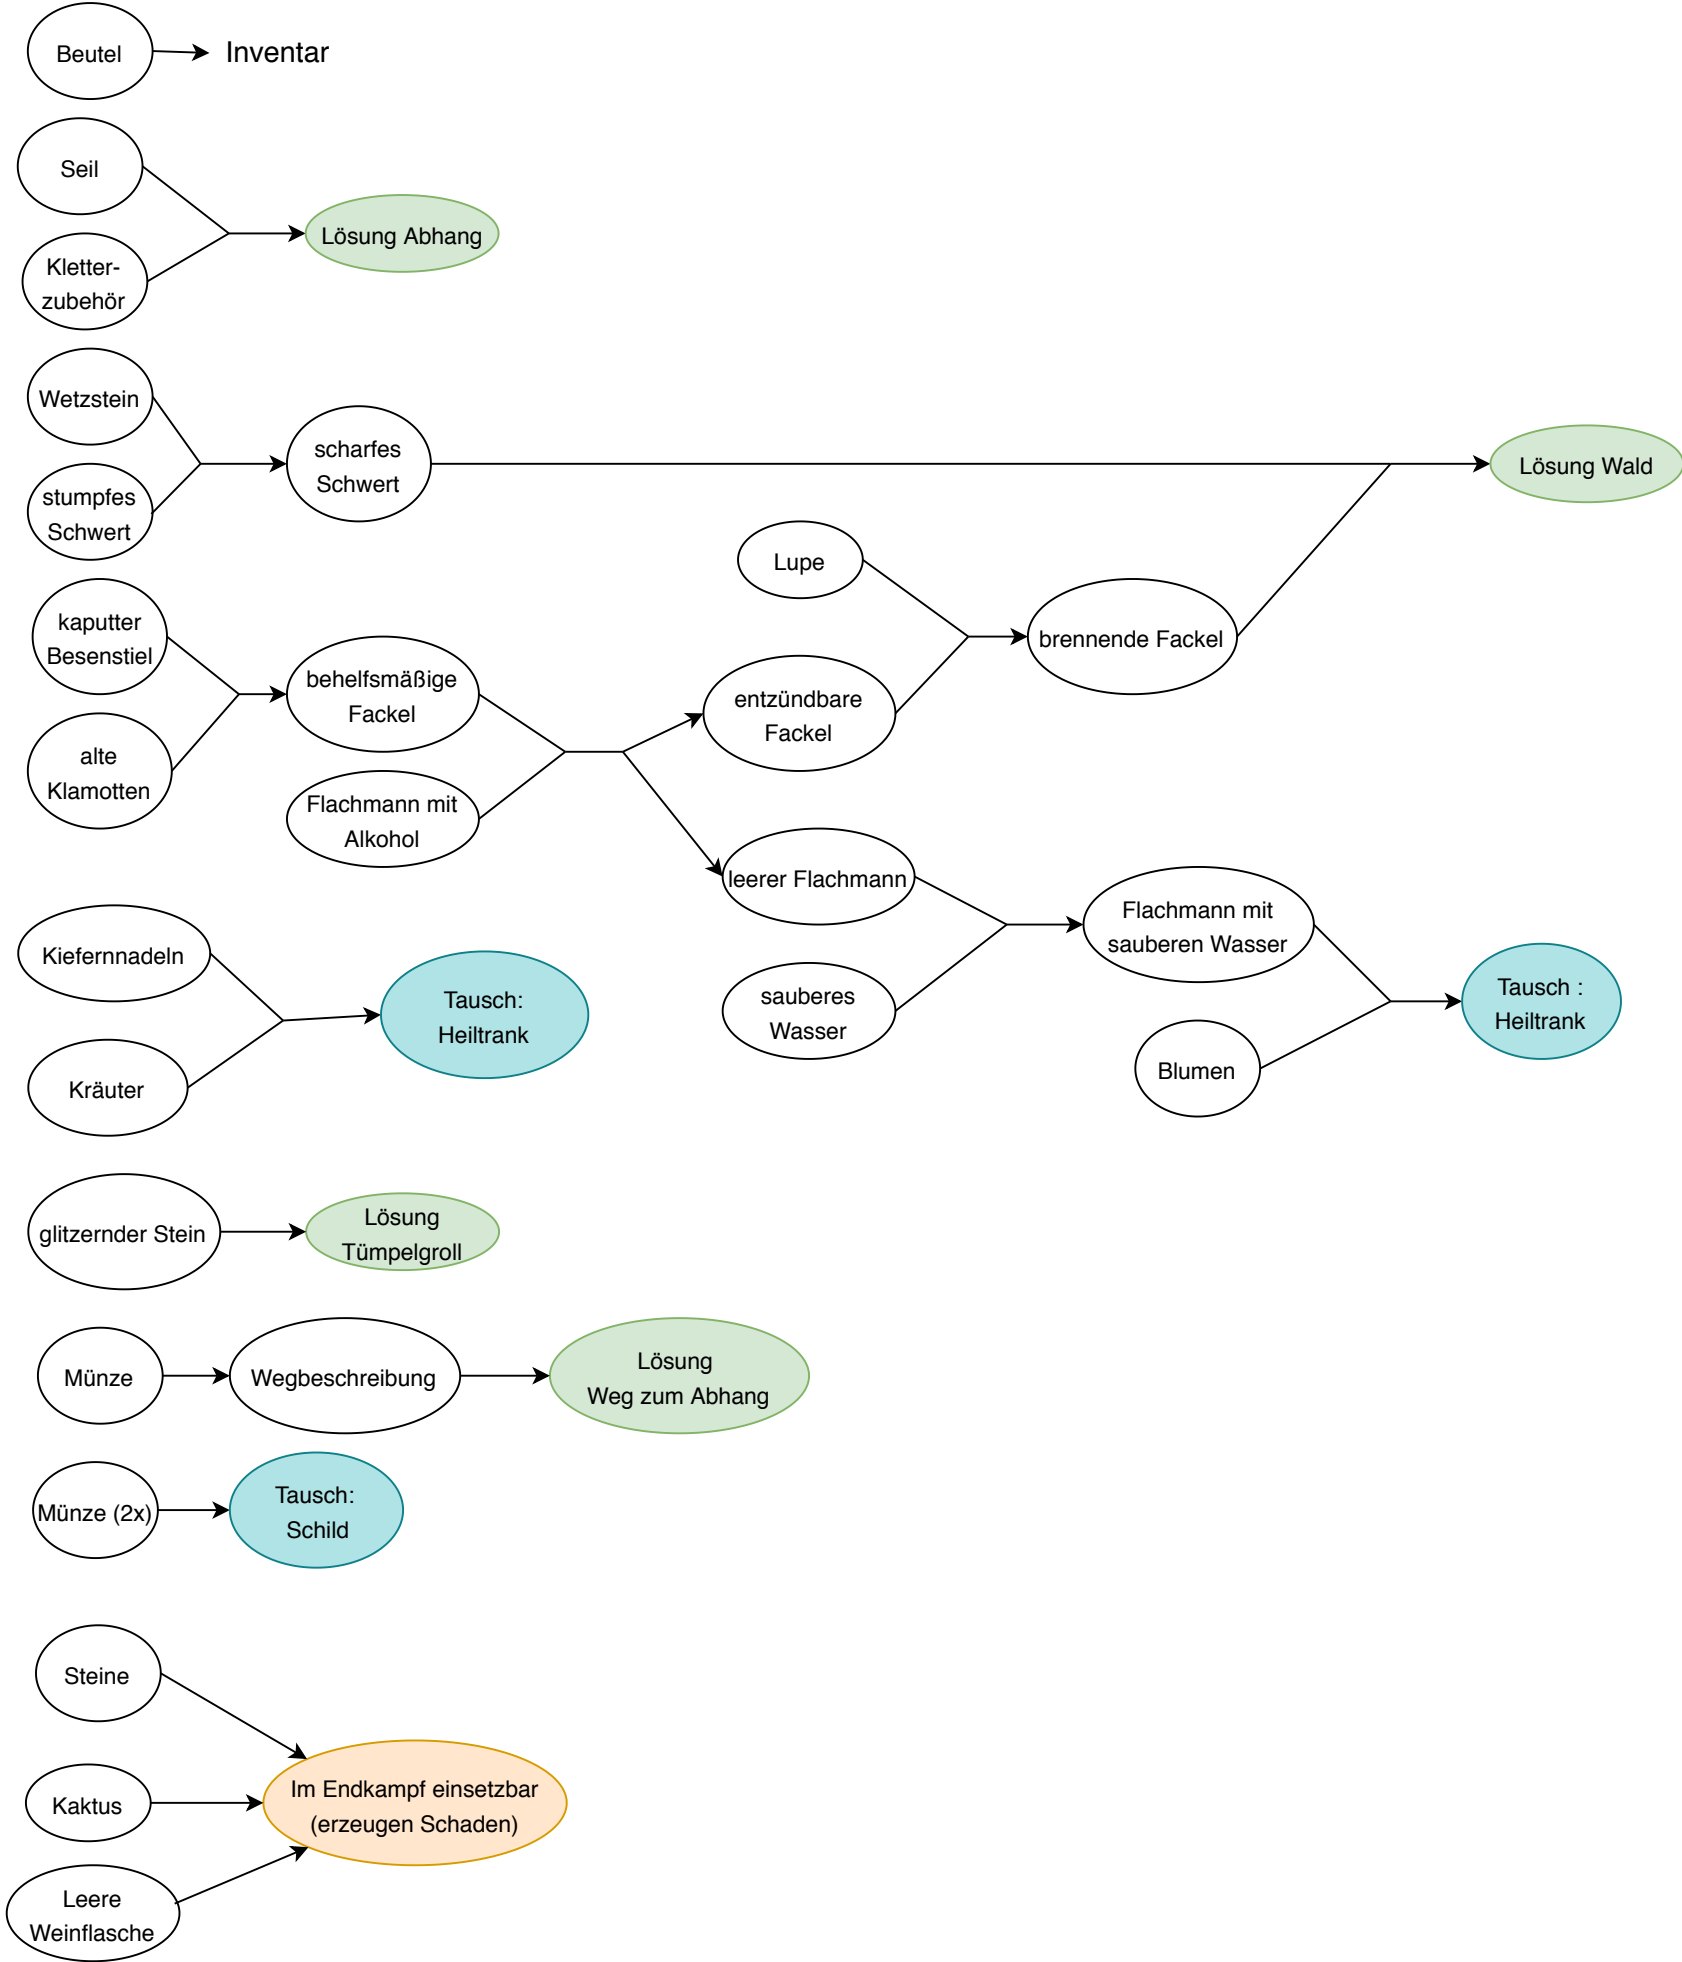 Beutel
Inventar
Seil
Lösung Abhang
Kletter-
zubehör
Wetzstein
scharfes
Schwert
Lösung Wald
stumpfes
Schwert
Lupe
kaputter
Besenstiel
brennende Fackel
behelfsmäßige
Fackel
entzündbare
Fackel
alte
Klamotten
Flachmann mit
Alkohol
leerer Flachmann
Flachmann mit
sauberen Wasser
Kiefernnadeln
Tausch:
Heiltrank
sauberes
Wasser
Tausch :
Heiltrank
Kräuter
Blumen
glitzernder Stein
Lösung
Tümpelgroll
Münze
Wegbeschreibung
Lösung
Weg zum Abhang
Münze (2x)
Tausch:
Schild
Steine
Im Endkampf einsetzbar
(erzeugen Schaden)
Kaktus
Leere
Weinflasche